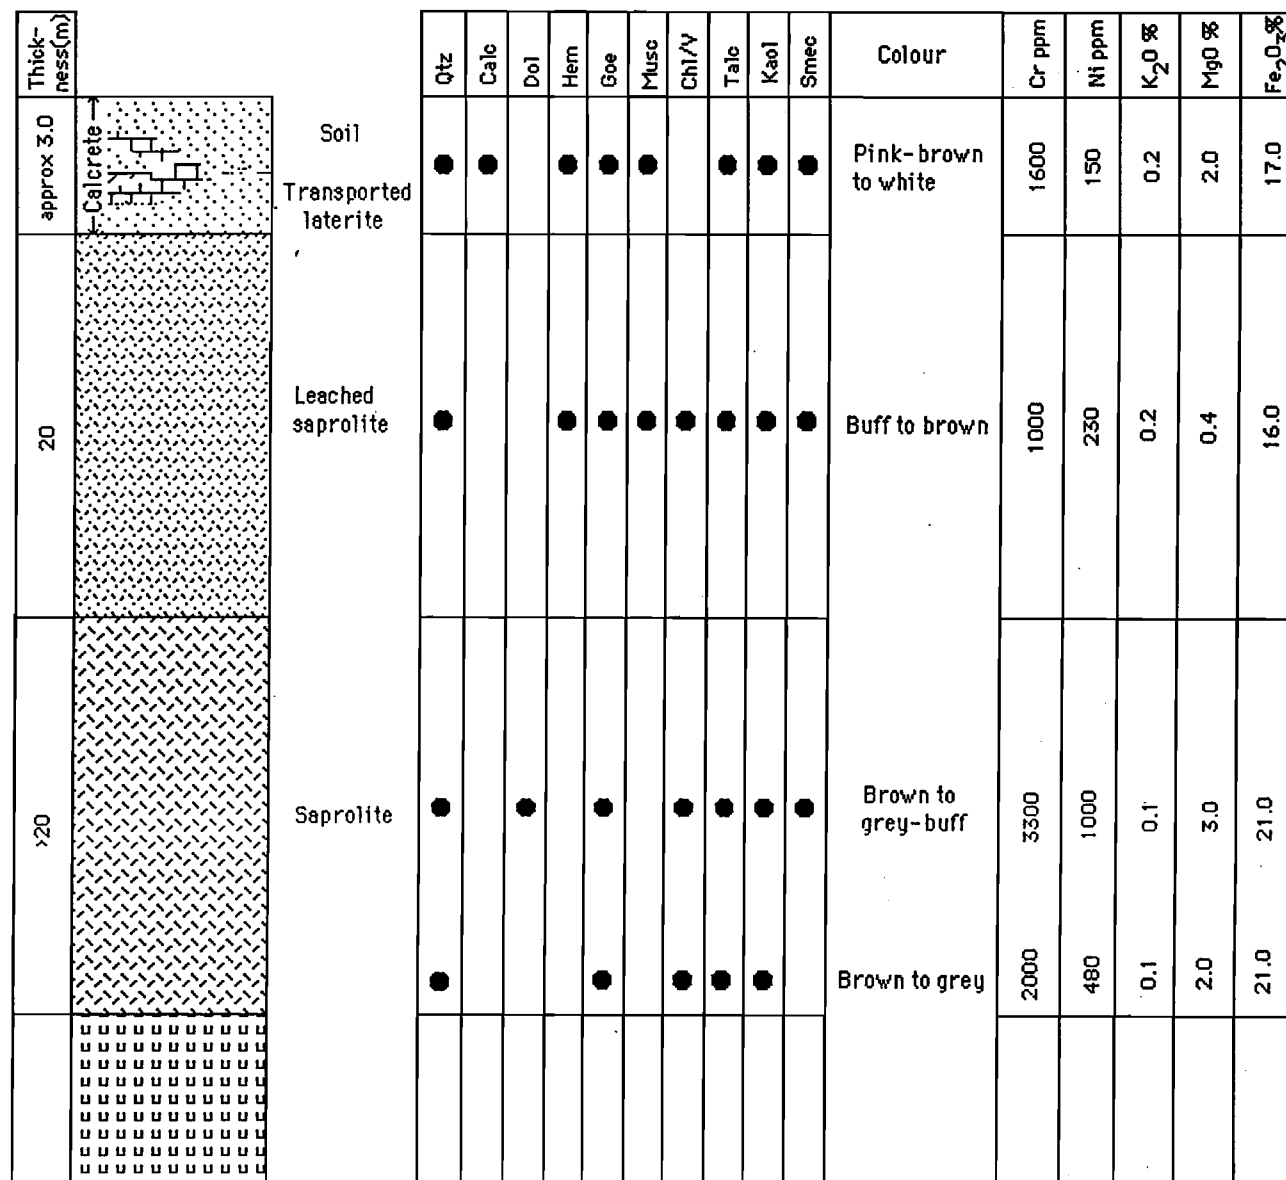 Thick-
ness(m)
Qtz
Calc
Dol
Hem
Goe
Musc
Chl/V
Talc
Kaol
Smec
Colour
Cr ppm
Ni ppm
K2O %
MgO %
Fe2O3%
approx 3.0
Calcrete
Soil
Transported
laterite
Pink-brown
to white
1600
150
0.2
2.0
17.0
20
Leached
saprolite
Buff to brown
1000
230
0.2
0.4
16.0
>20
Saprolite
Brown to
grey-buff
3300
1000
0.1
3.0
21.0
Brown to grey
2000
480
0.1
2.0
21.0